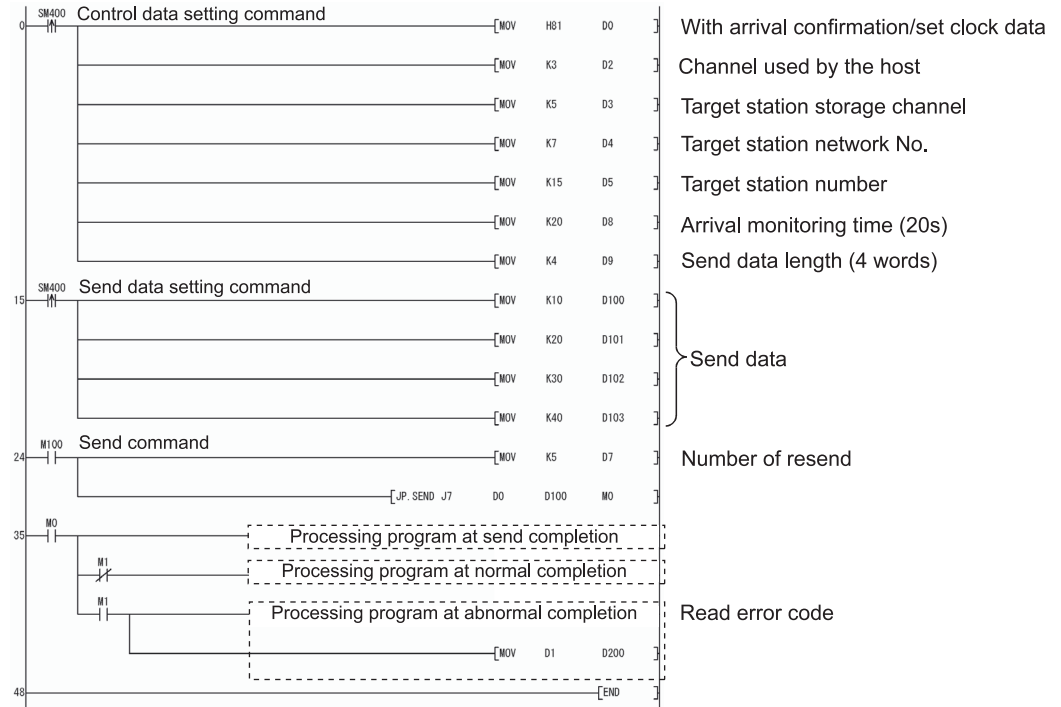 SM400 Control data setting command
0 [MOV H81 D0 ] With arrival confirmation/set clock data
[MOV K3 D2 ] Channel used by the host
[MOV K5 D3 ] Target station storage channel
[MOV K7 D4 ] Target station network No.
[MOV K15 D5 ] Target station number
[MOV K20 D8 ] Arrival monitoring time (20s)
[MOV K4 D9 ] Send data length (4 words)
SM400 Send data setting command
15 [MOV K10 D100 ]
[MOV K20 D101 ]
Send data
[MOV K30 D102 ]
[MOV K40 D103 ]
M100 Send command
24 [MOV K5 D7 ] Number of resend
[JP.SEND J7 D0 D100 M0 ]
M0
35 Processing program at send completion
M1
Processing program at normal completion
M1
Processing program at abnormal completion Read error code
[MOV D1 D200 ]
48 [END ]